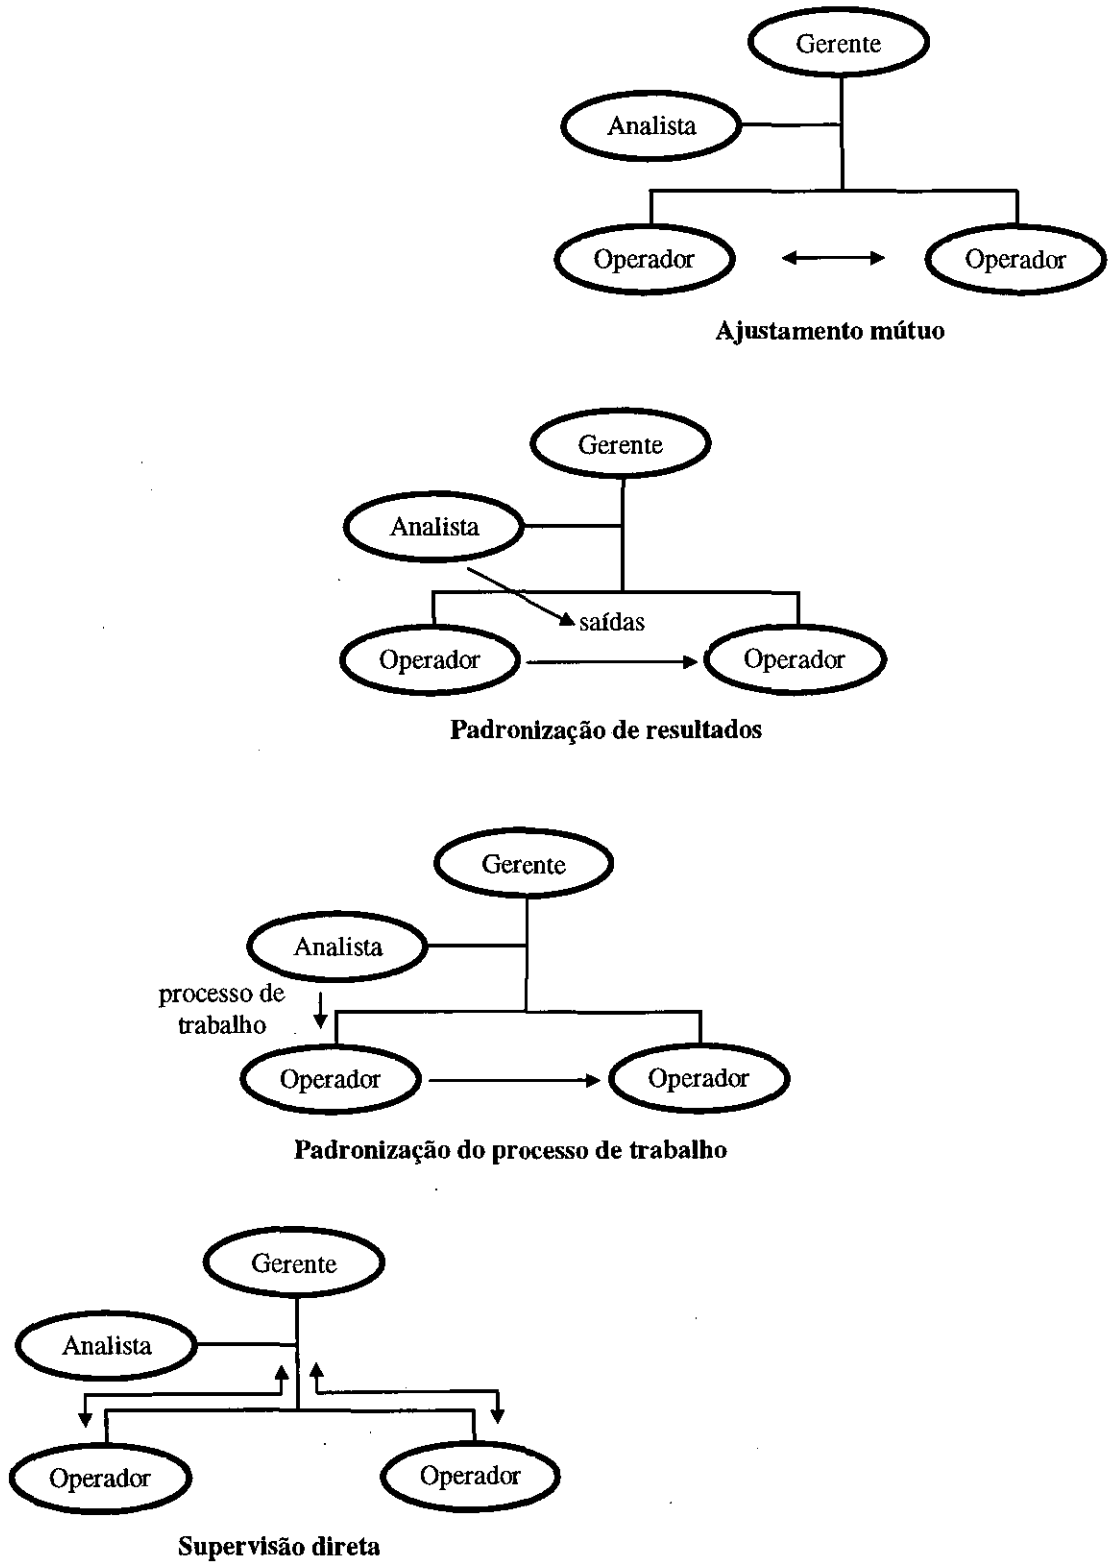 Gerente
Analista
Operador
Operador
Ajustamento mútuo
Gerente
Analista
saídas
Operador
Operador
Padronização de resultados
Gerente
Analista
processo de
trabalho
Operador
Operador
Padronização do processo de trabalho
Gerente
Analista
Operador
Operador
Supervisão direta